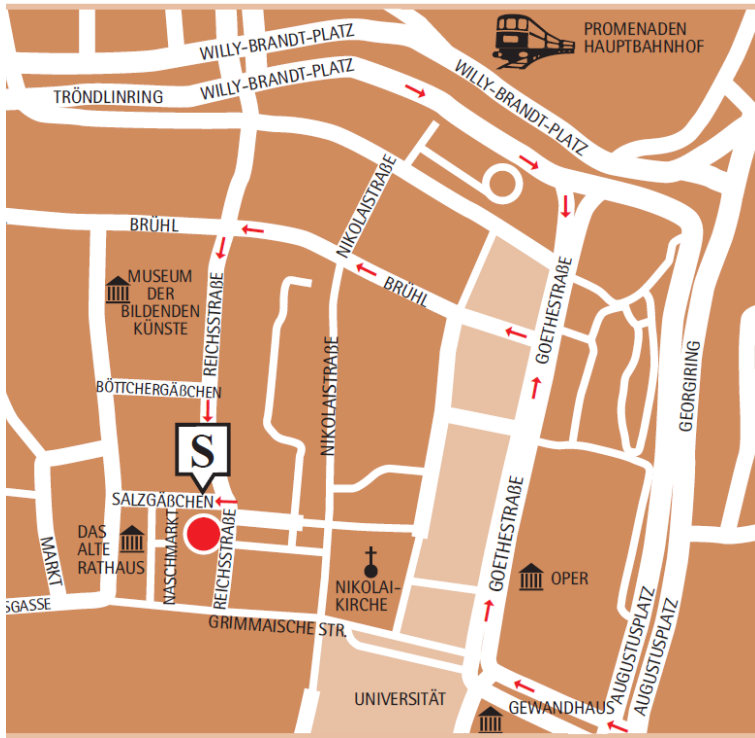 PROMENADEN
HAUPTBAHNHOF
WILLY-BRANDT-PLATZ
WILLY-BRANDT-PLATZ
WILLY-BRANDT-PLATZ
TRÖNDLINRING
NIKOLAISTRAßE
BRÜHL
BRÜHL
MUSEUM
DER
BILDENDEN
KÜNSTE
REICHSSTRAßE
GOETHESTRAßE
GEORGIRING
BÖTTCHERGÄßCHEN
NIKOLAISTRAßE
S
SALZGÄßCHEN
GOETHESTRAßE
DAS
ALTE
RATHAUS
MARKT
NASCHMARKT
REICHSSTRAßE
NIKOLAI-
KIRCHE
OPER
SGASSE
GRIMMAISCHE STR.
AUGUSTUSPLATZ
AUGUSTUSPLATZ
UNIVERSITÄT
GEWANDHAUS